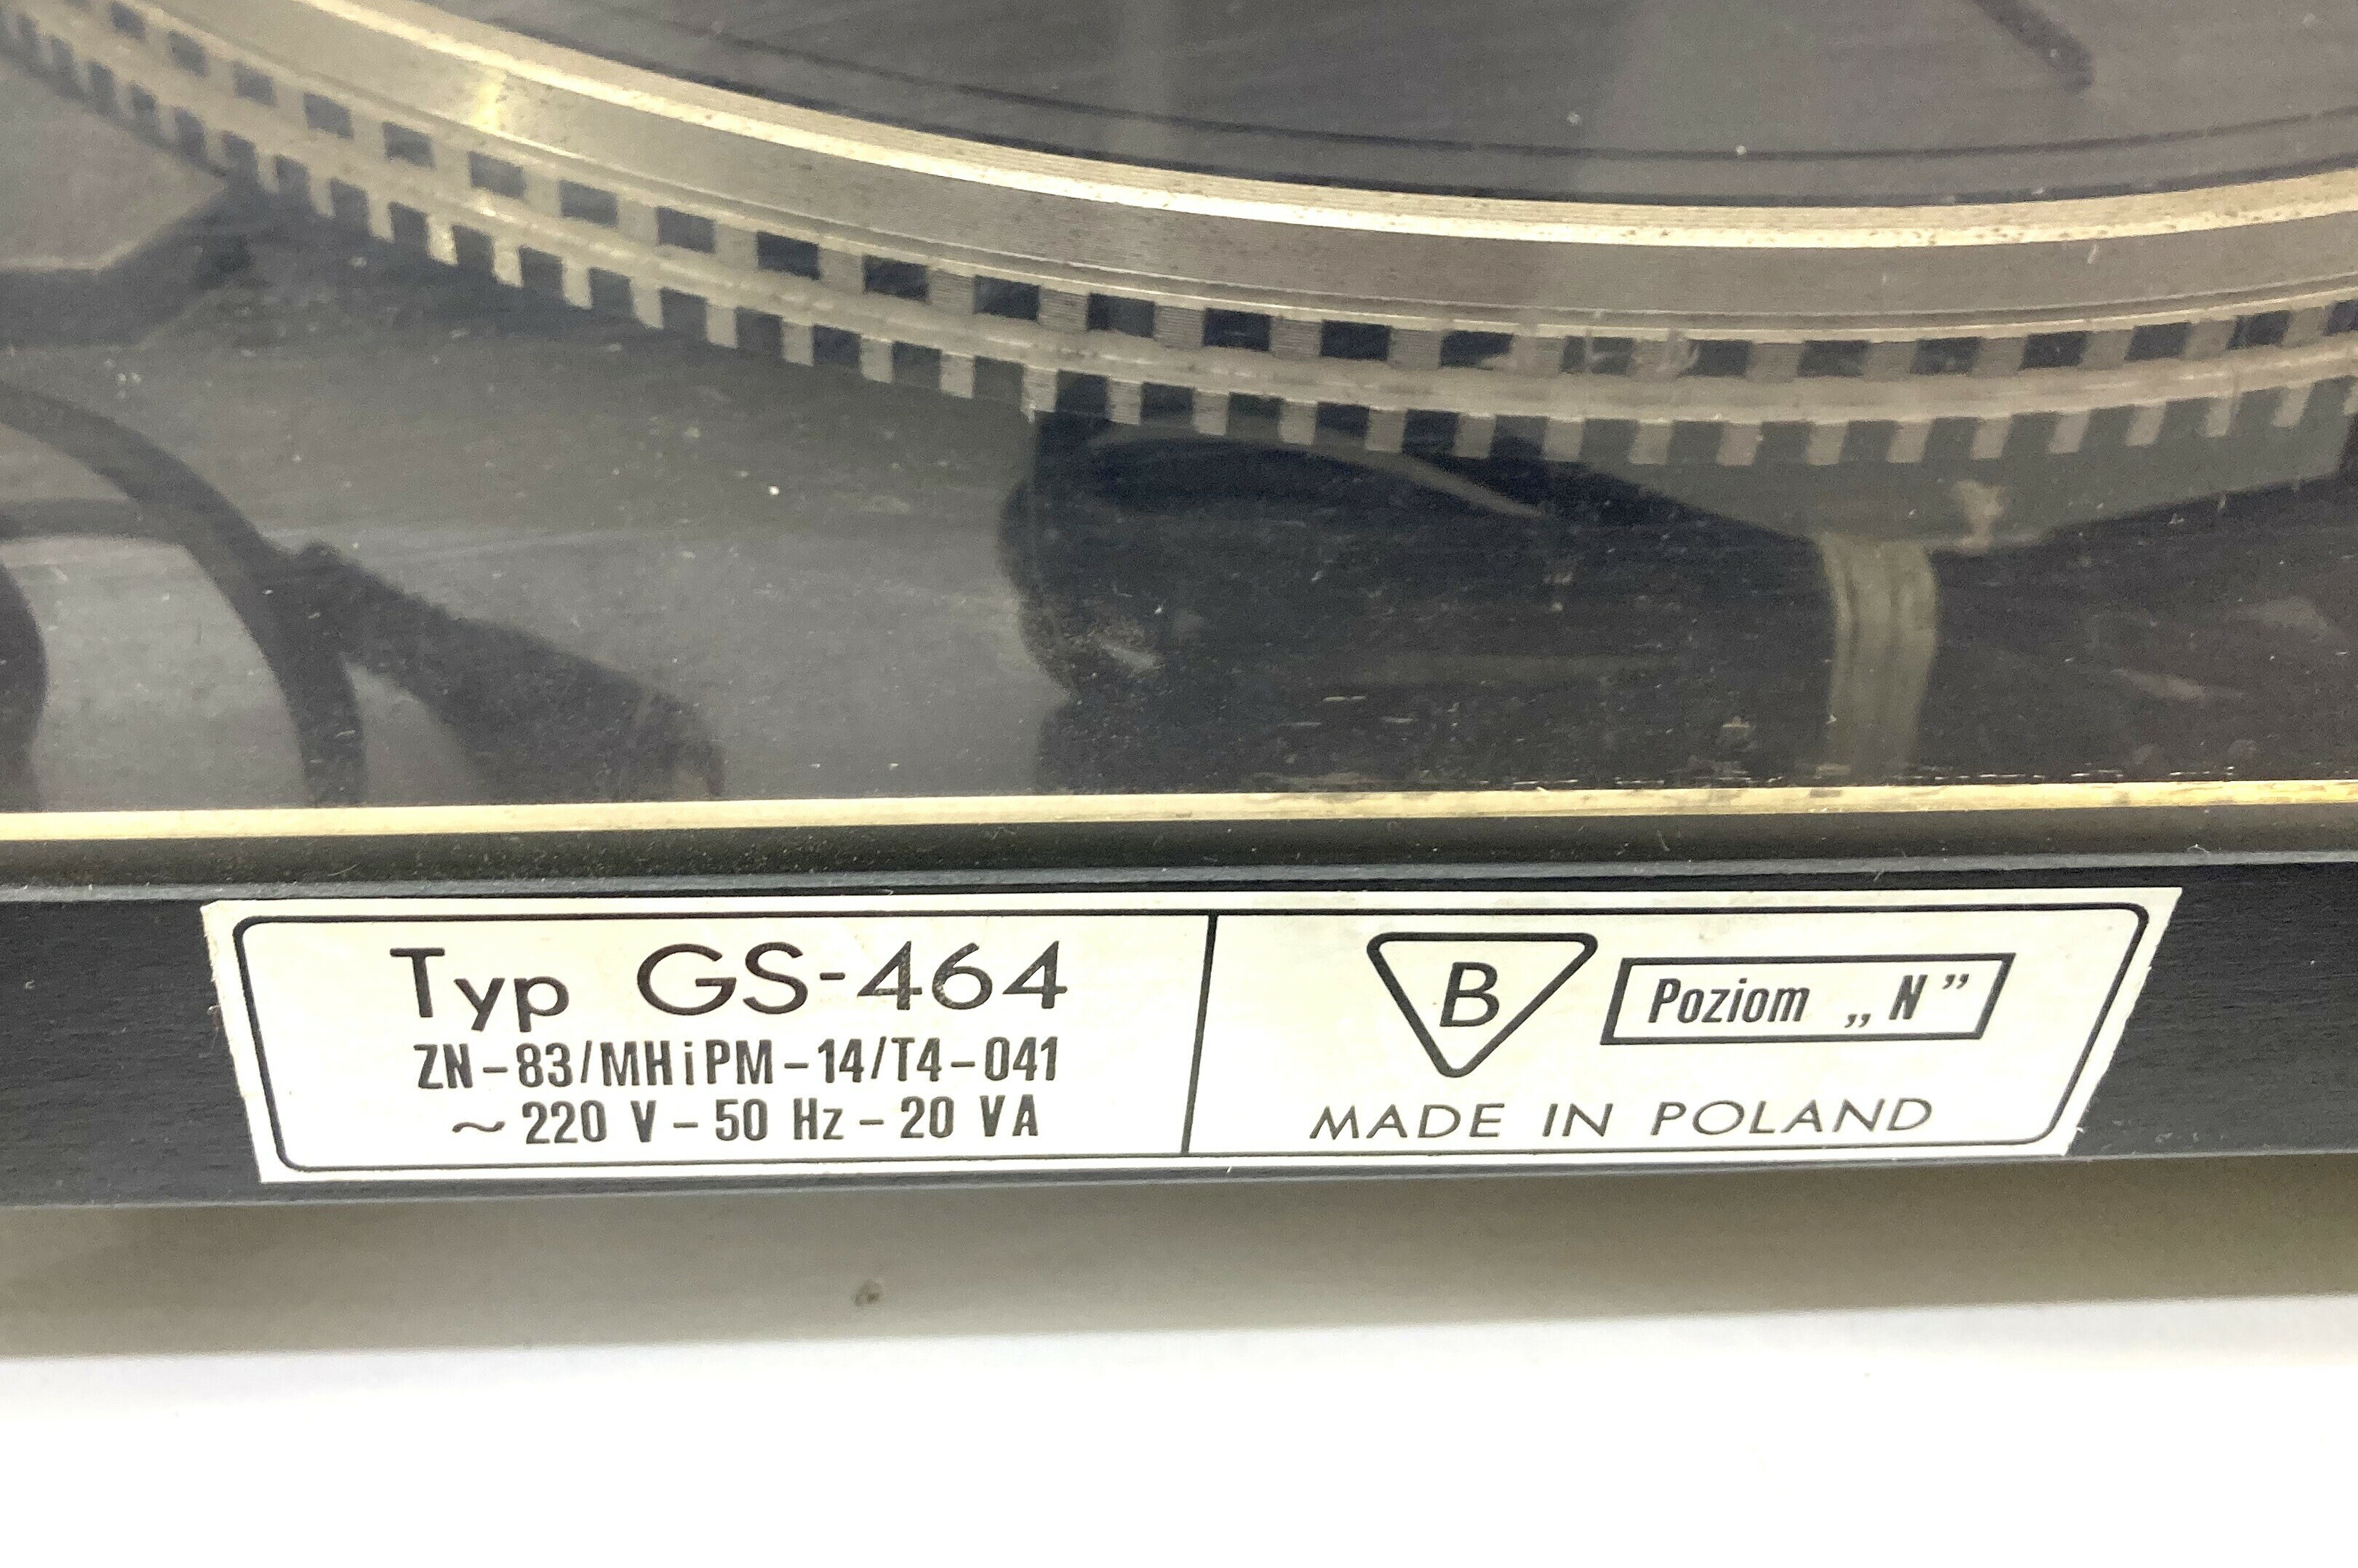 Typ GS-464
ZN-83/MHiPM-14/T4-041
~220 V-50 Hz-20 VA
B
Poziom „N”
MADE IN POLAND